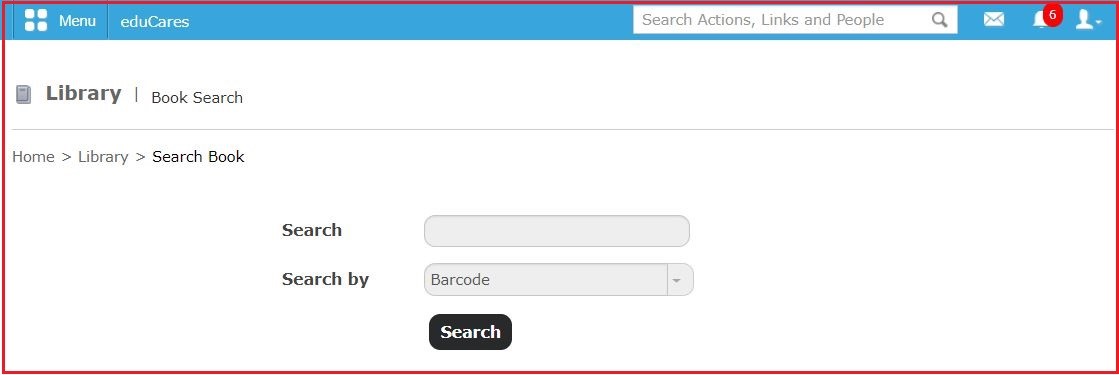 Menu eduCares Search Actions, Links and People 6
Library | Book Search
Home > Library > Search Book
Search
Search by Barcode
Search